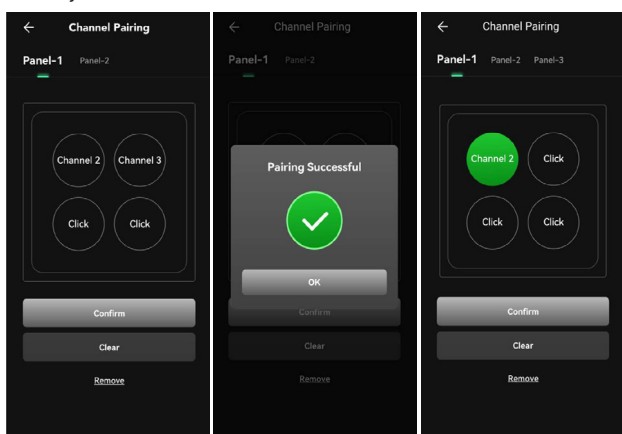 Channel Pairing
Panel-1 Panel-2
Channel 2 Channel 3
Click Click
Confirm
Clear
Remove
Channel Pairing
Panel-1 Panel-2
Pairing Successful
OK
Confirm
Clear
Remove
Channel Pairing
Panel-1 Panel-2 Panel-3
Channel 2 Click
Click Click
Confirm
Clear
Remove